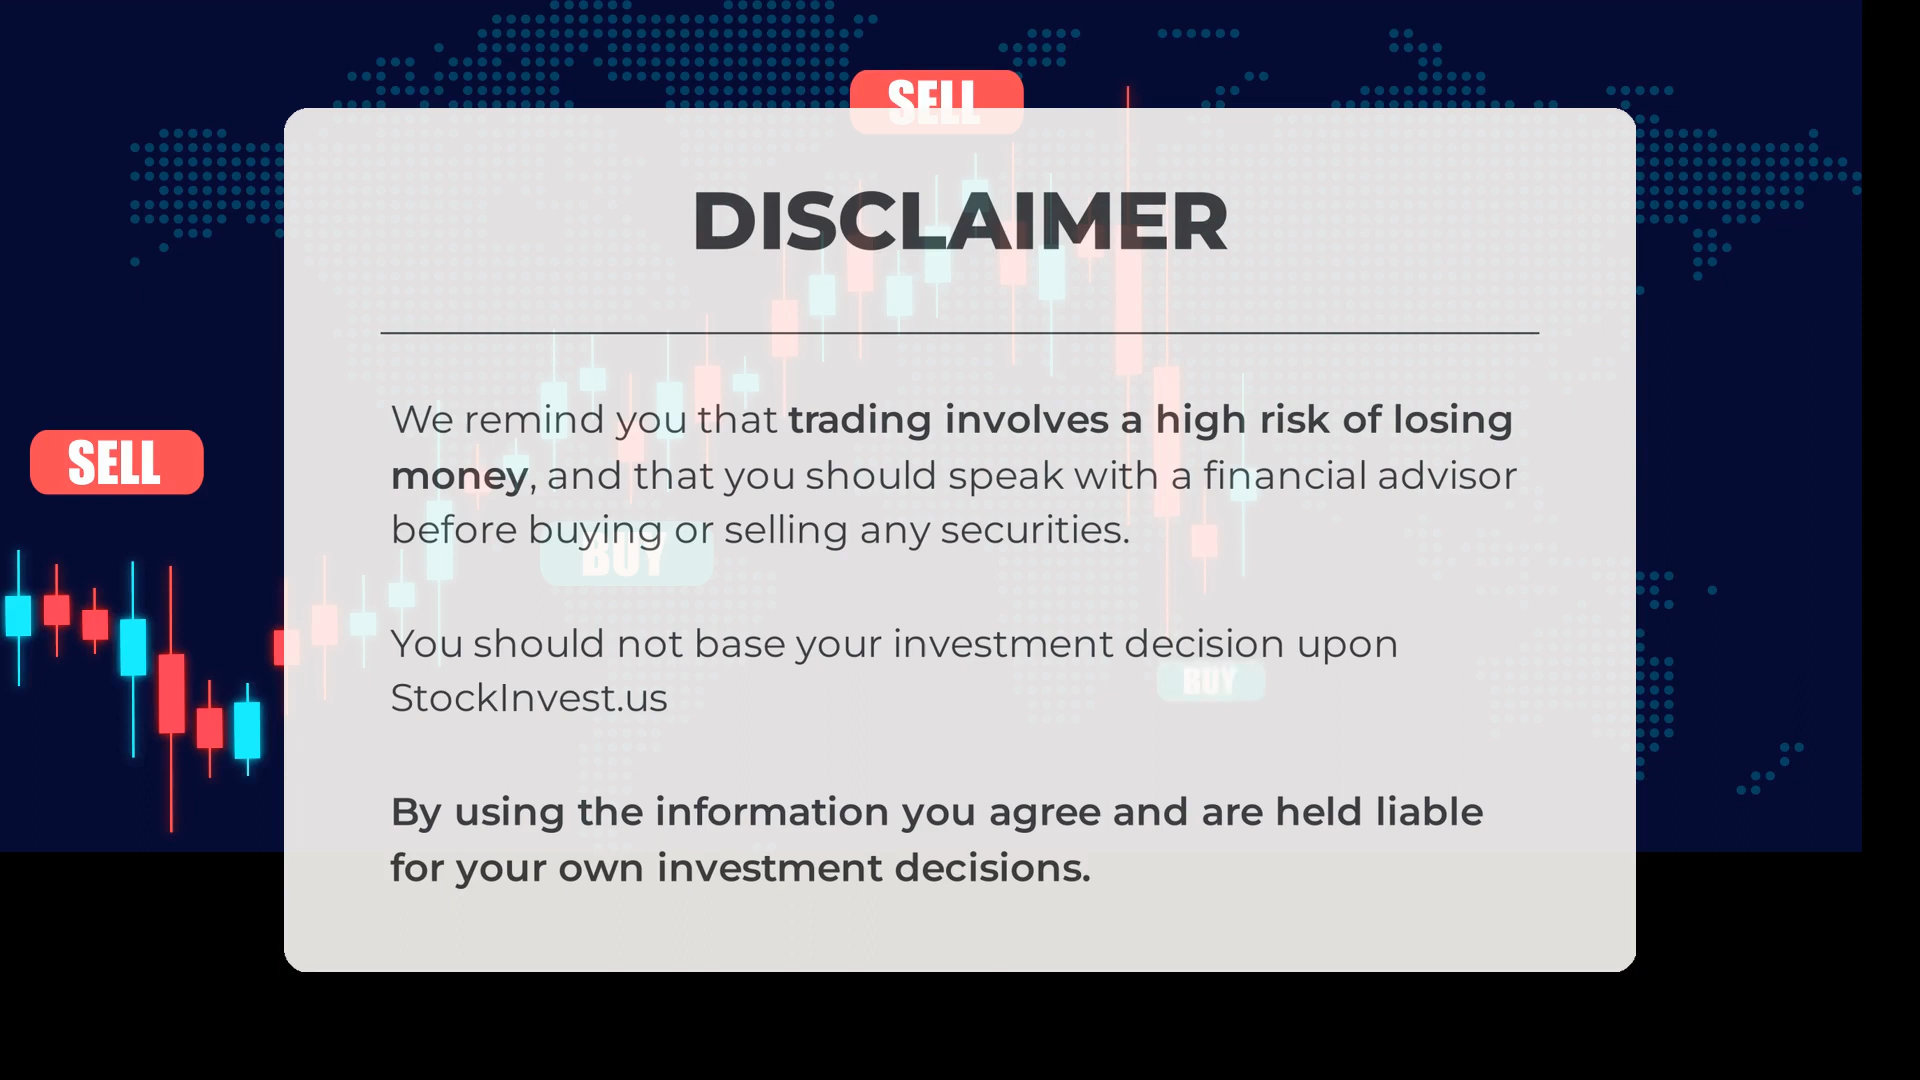 SELL
DISCLAIMER
We remind you that trading involves a high risk of losing
money, and that you should speak with a financial advisor
before buying or selling any securities.
SELL
BUY
You should not base your investment decision upon
StockInvest.us
BUY
By using the information you agree and are held liable
for your own investment decisions.